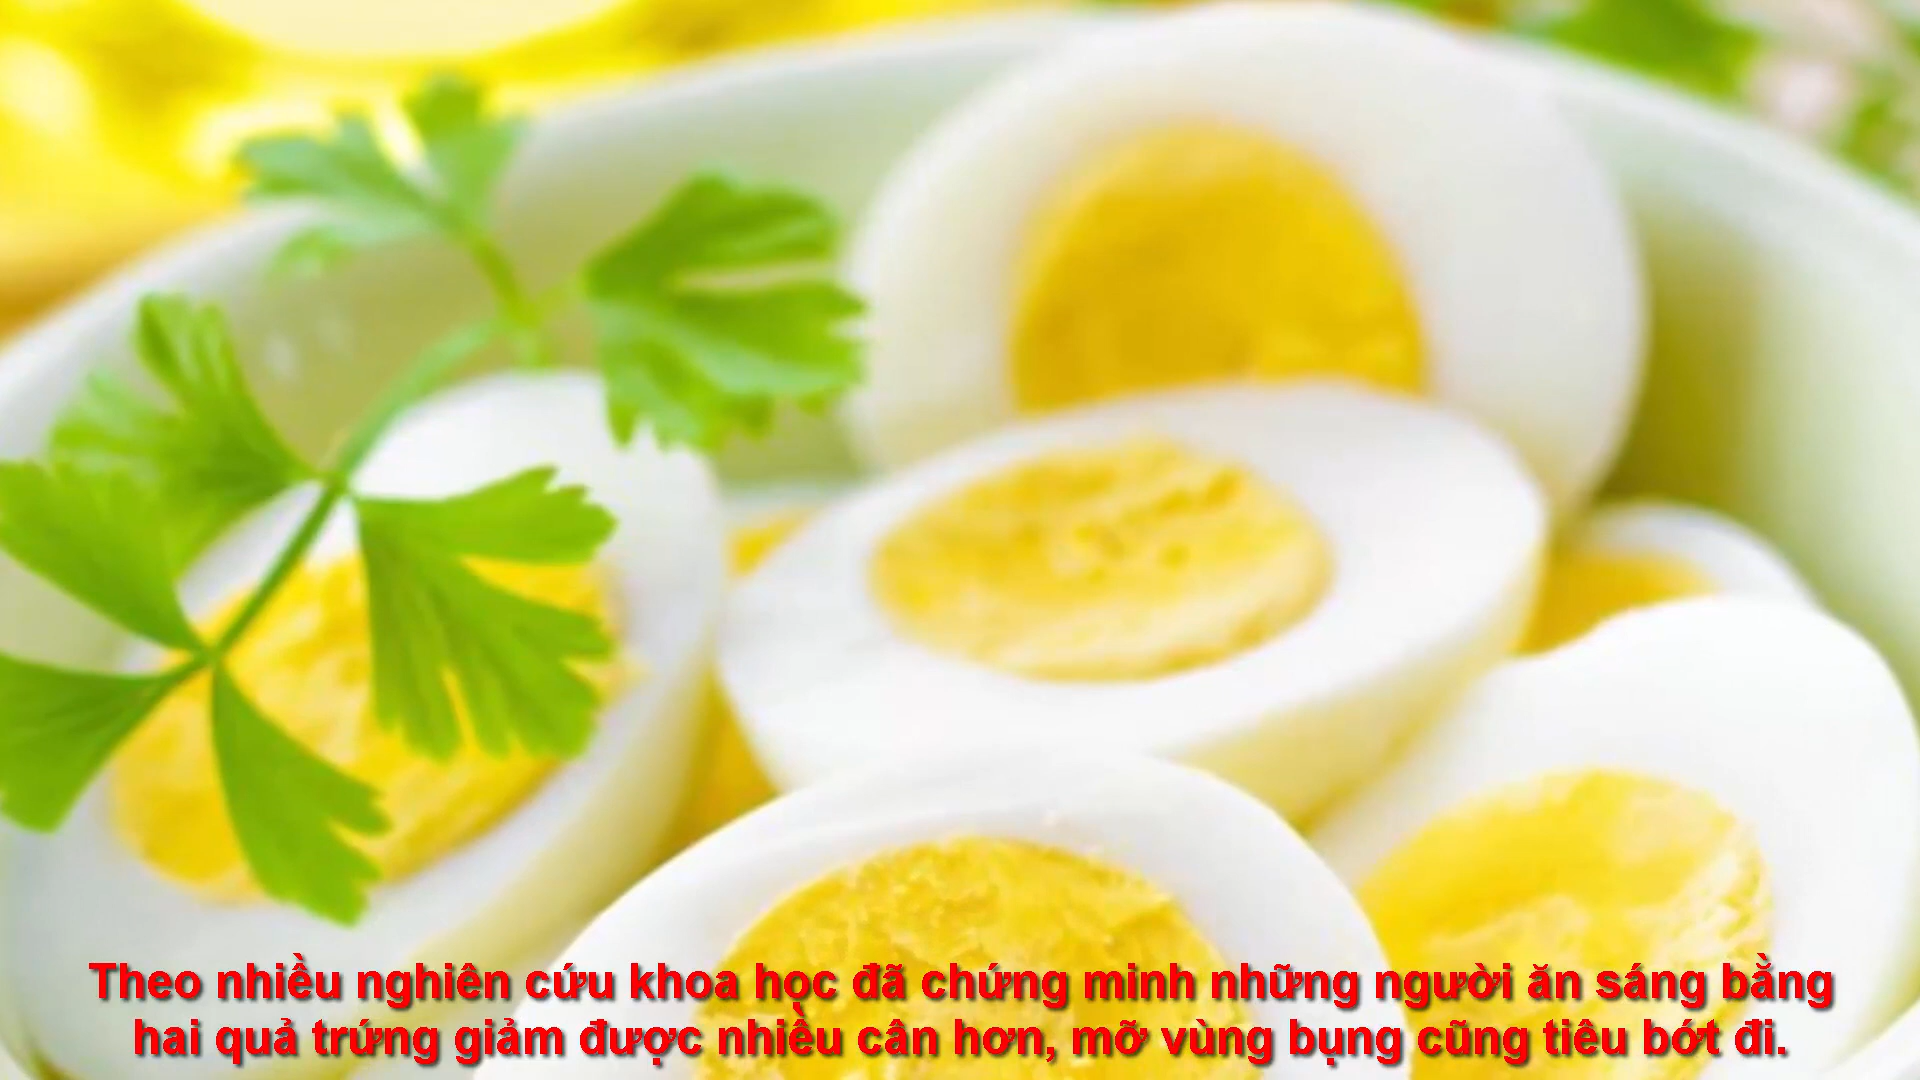 Theo nhiều nghiên cứu khoa học đã chứng minh những người ăn sáng bằng
hai quả trứng giảm được nhiều cân hơn, mỡ vùng bụng cũng tiêu bớt đi.